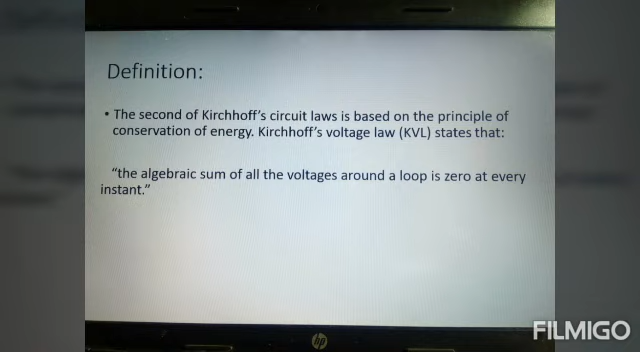 Definition:
• The second of Kirchhoff's circuit laws is based on the principle of
conservation of energy. Kirchhoff's voltage law (KVL) states that:
"the algebraic sum of all the voltages around a loop is zero at every
instant."
hp
FILMIGO